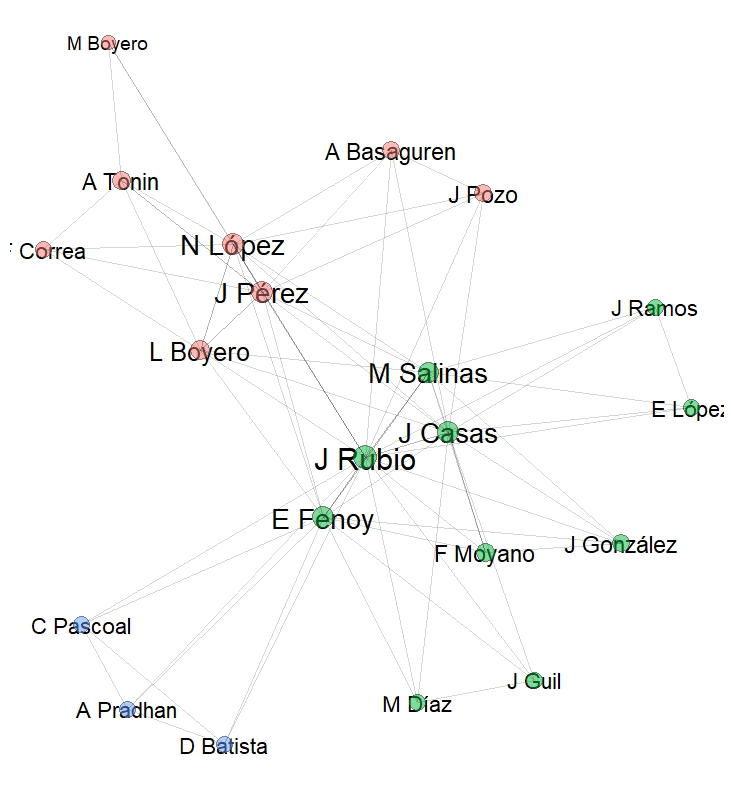 M Boyero
A Basaguren
A Tonin
J Pozo
F Correa
N López
J Pérez
J Ramos
L Boyero
M Salinas
E López
J Casas
J Rubio
E Fenoy
F Moyano
J González
C Pascoal
J Guil
M Díaz
A Pradhan
D Batista